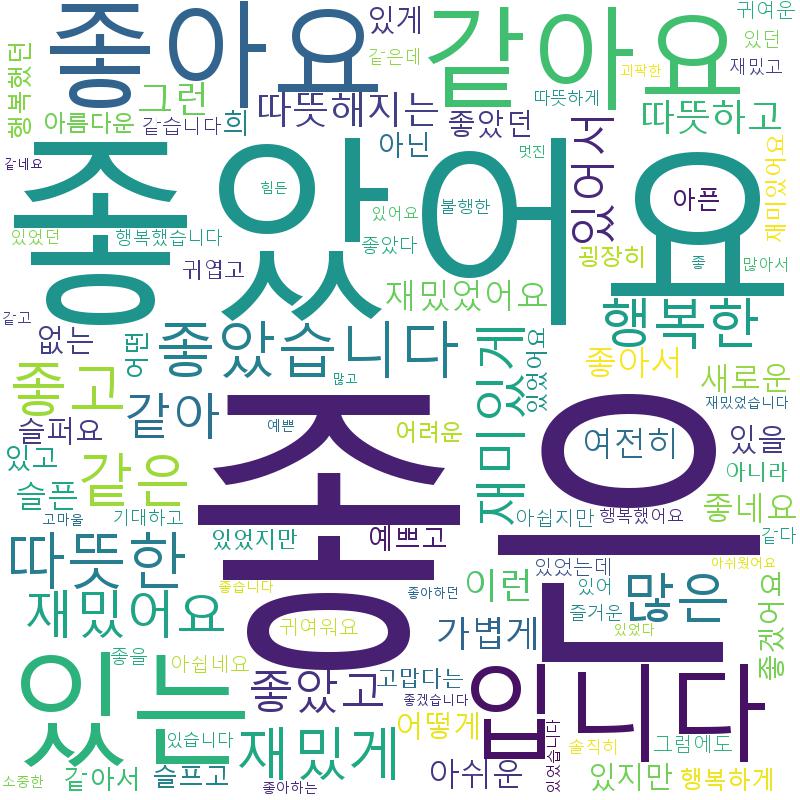 좋아요
같아요
있게
귀여운
같은데
있던
괴팍한
재밌고
행복했던
그런
따뜻해지는
따뜻하게
따뜻하고
아름다운
같습니다
희
좋았던
아닌
있어서
재미있어요
같네요
멋진
좋았어요
힘든
불행한
아픈
있어요
있었던
행복했습니다
좋았다
굉장히
좋
많아서
귀엽고
재밌었어요
행복한
같고
없는
어떤
좋았습니다
재미있게
있었어요
좋아서
새로운
많고
좋고
같아
재밌었습니다
예쁜
슬퍼요
어려운
좋은
여전히
있을
있고
같은
아니라
슬픈
고마울
기대하고
아쉽지만
행복했어요
좋네요
있었지만
예쁘고
같다
아쉬웠어요
따뜻한
있었는데
좋습니다
좋아하던
이런
있어
많은
좋겠어요
재밌어요
즐거운
귀여워요
가볍게
있었다
있는
좋을
아쉽네요
좋았고
고맙다는
입니다
좋겠습니다
어떻게
있습니다
재밌게
있었습니다
솔직히
그럼에도
소중한
같아서
슬프고
좋아하는
아쉬운
있지만
행복하게